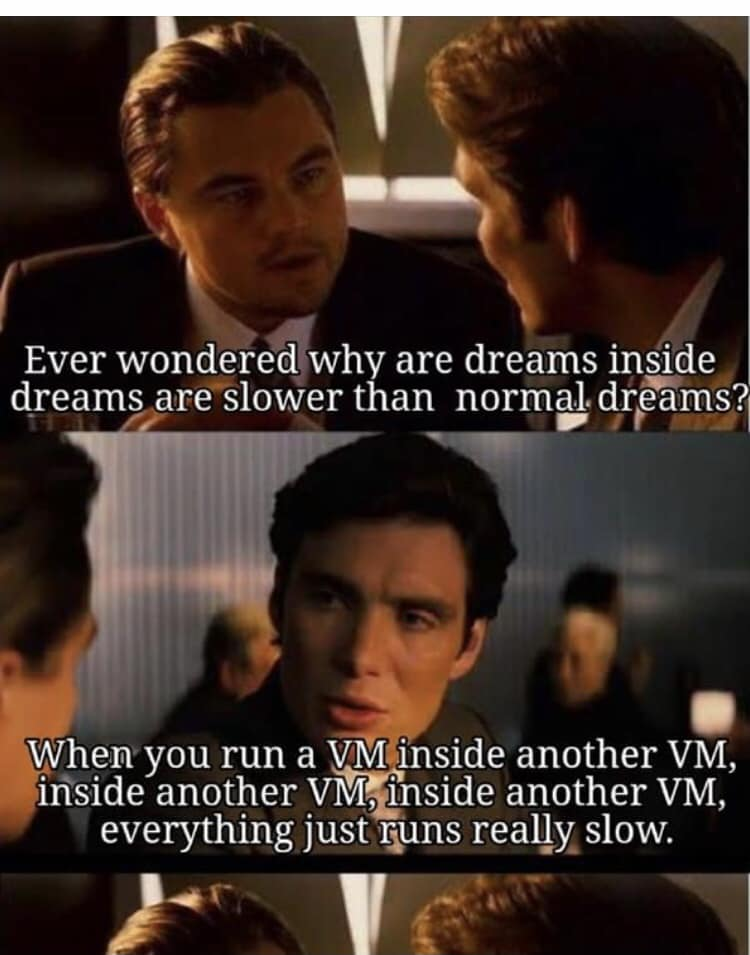 Ever wondered why are dreams inside
dreams are slower than normal dreams?
When you run a VM inside another VM,
inside another VM, inside another VM,
everything just runs really slow.